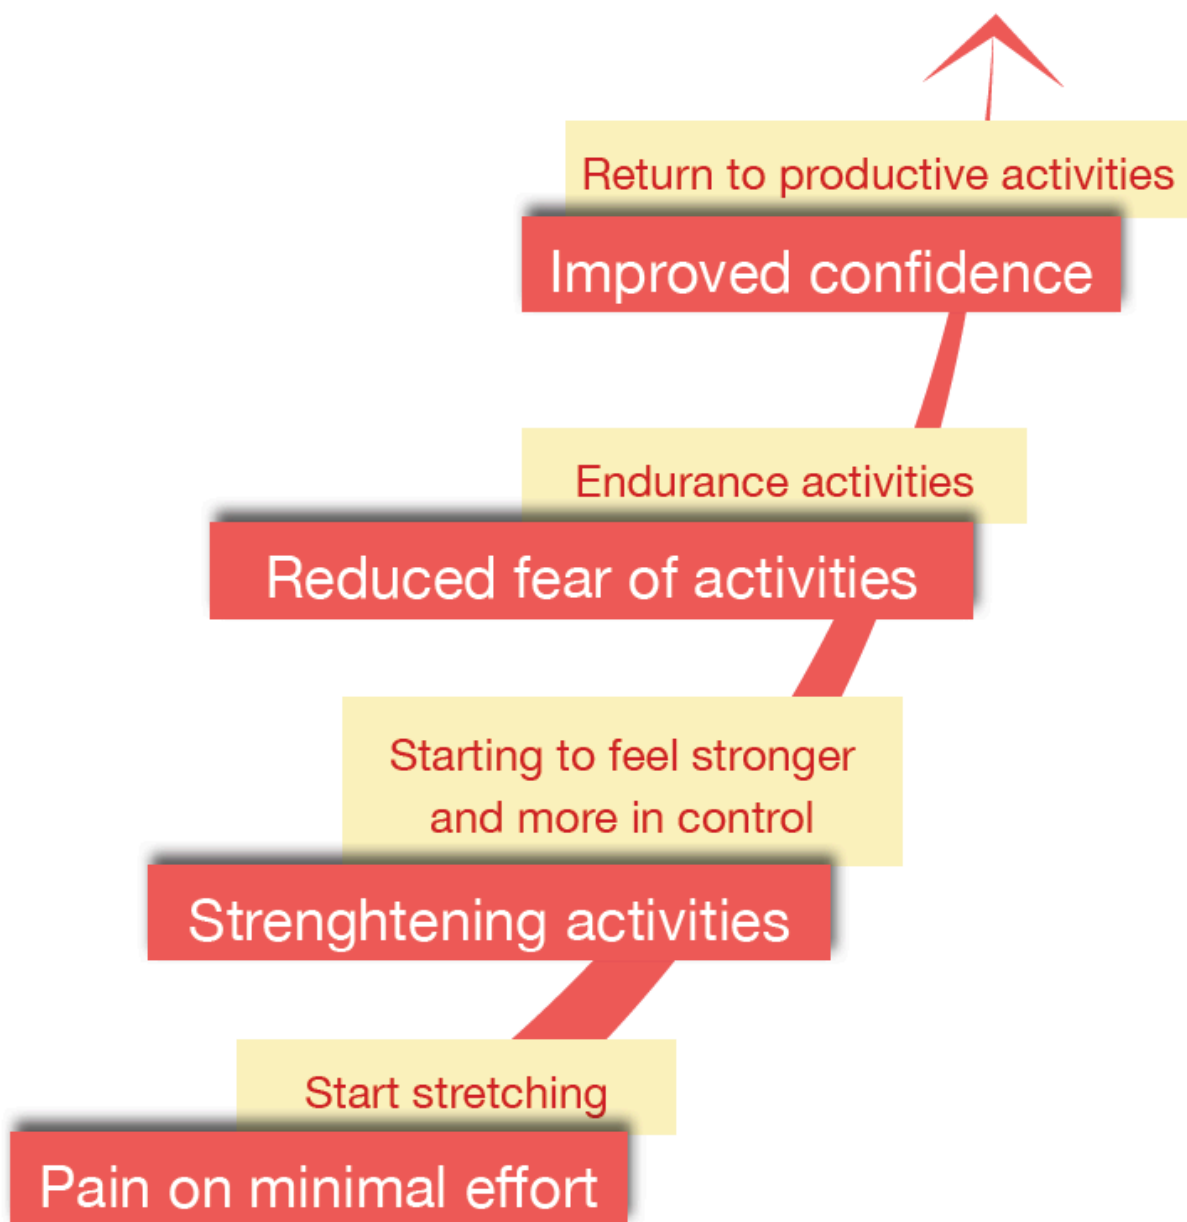 Return to productive activities
Improved confidence
Endurance activities
Reduced fear of activities
Starting to feel stronger
and more in control
Strenghtening activities
Start stretching
Pain on minimal effort